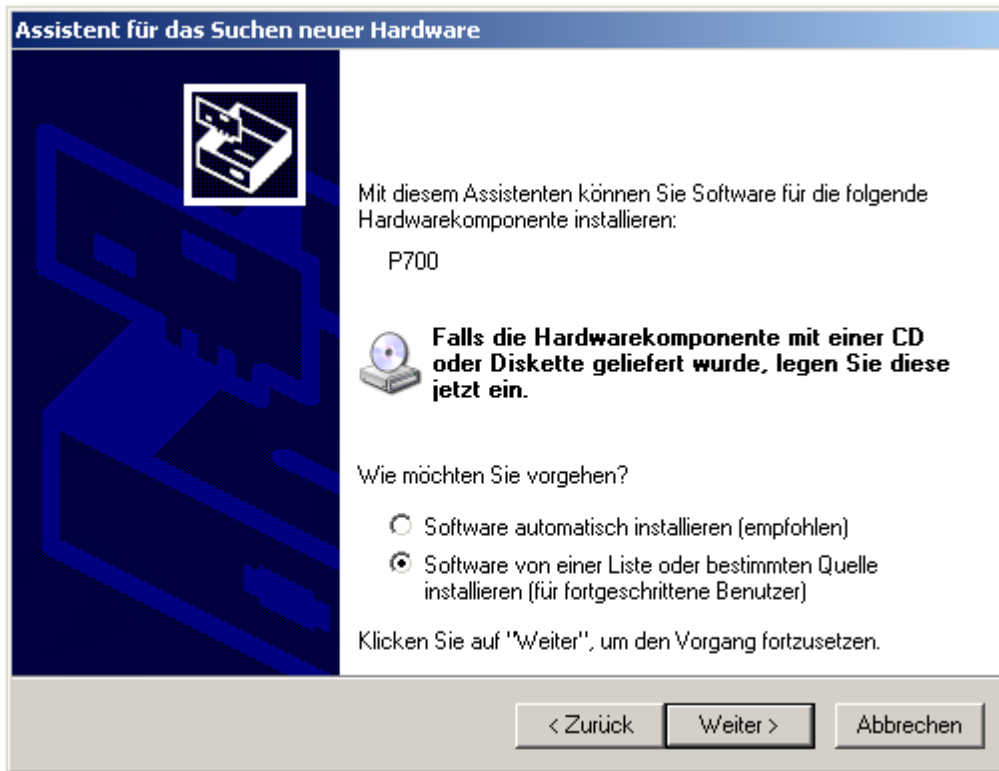 Assistent für das Suchen neuer Hardware
Mit diesem Assistenten können Sie Software für die folgende
Hardwarekomponente installieren:
P700
Falls die Hardwarekomponente mit einer CD
oder Diskette geliefert wurde, legen Sie diese
jetzt ein.
Wie möchten Sie vorgehen?
Software automatisch installieren (empfohlen)
Software von einer Liste oder bestimmten Quelle
installieren (für fortgeschrittene Benutzer)
Klicken Sie auf "Weiter", um den Vorgang fortzusetzen.
< Zurück Weiter > Abbrechen